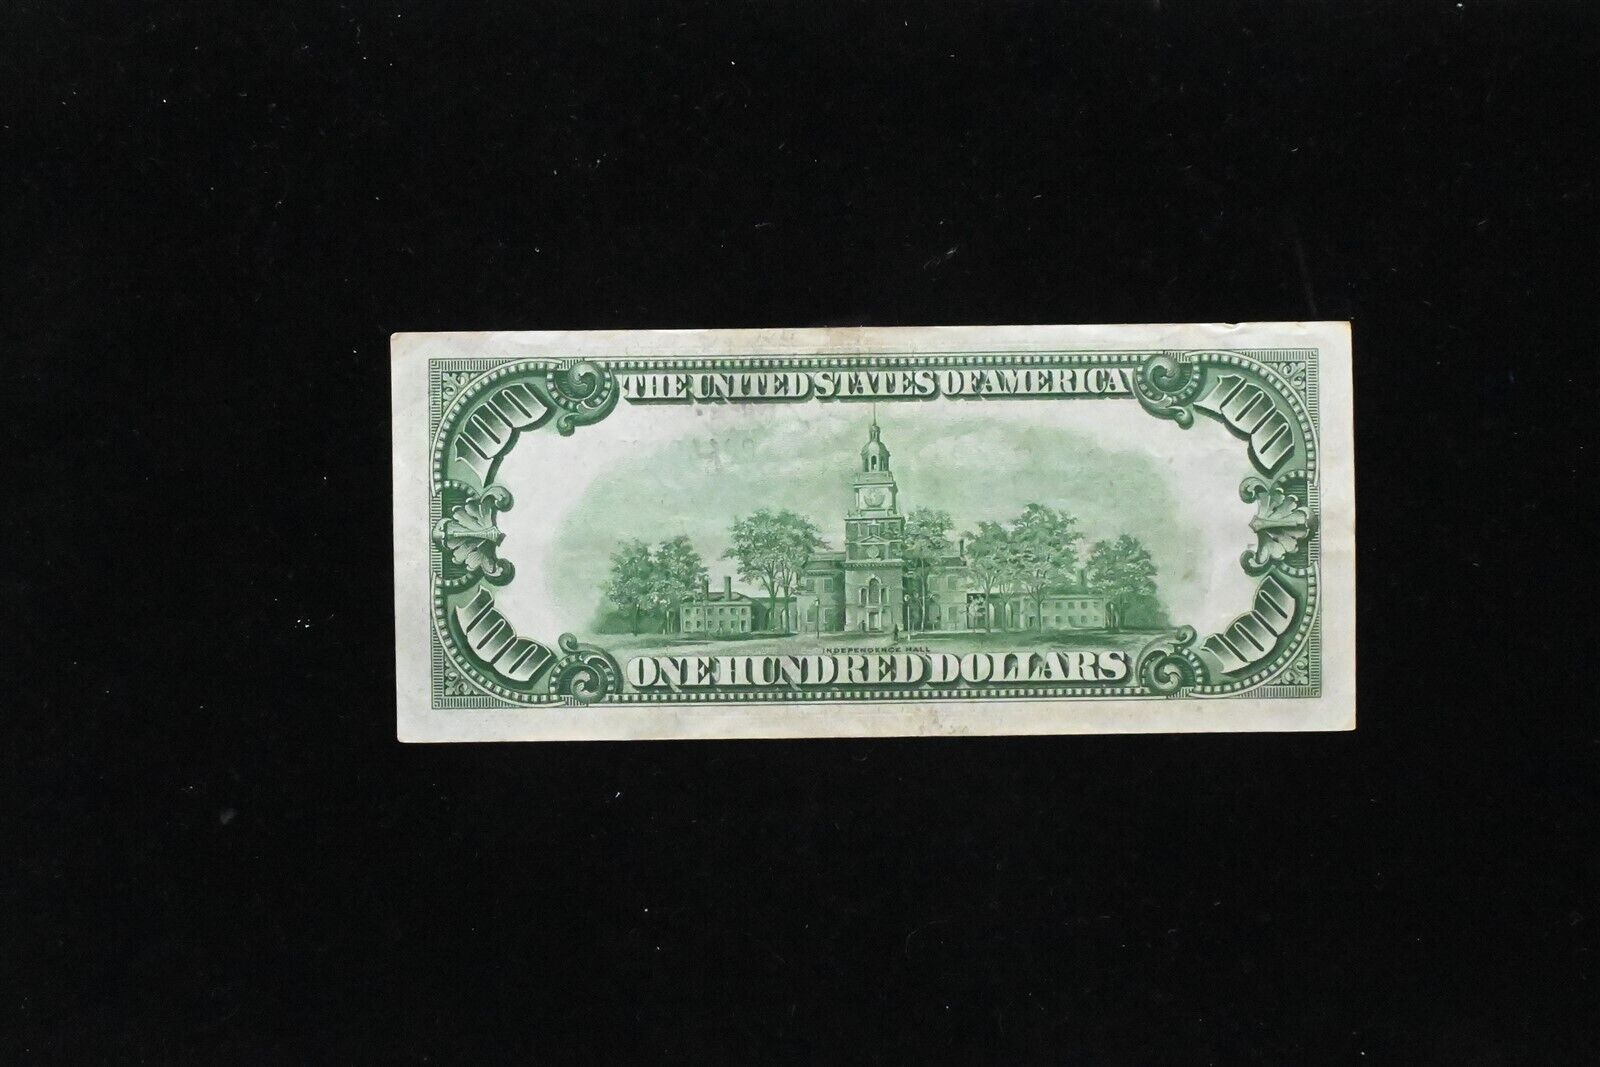 THE UNITED STATES OF AMERICA
100 100
100 100
INDEPENDENCE HALL
ONE HUNDRED DOLLARS